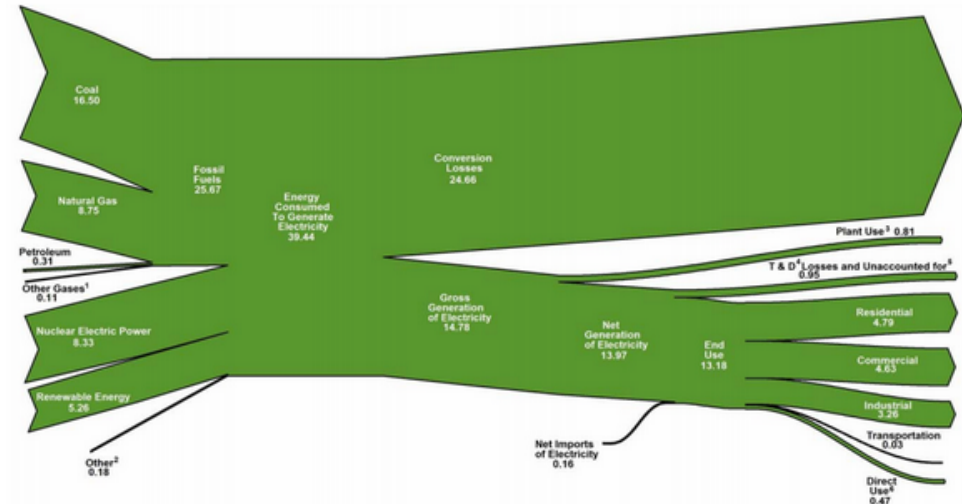 Coal
16.50
Natural Gas
8.75
Petroleum
0.31
Other Gases¹
0.11
Nuclear Electric Power
8.33
Renewable Energy
5.26
Other²
0.18
Fossil
Fuels
25.67
Energy
Consumed
To Generate
Electricity
39.44
Conversion
Losses
24.66
Gross
Generation
of Electricity
14.78
Net
Generation
of Electricity
13.97
Net Imports
of Electricity
0.16
End
Use
13.18
Plant Use³ 0.81
T & D⁴ Losses and Unaccounted for⁵
0.95
Residential
4.79
Commercial
4.63
Industrial
3.26
Transportation
0.03
Direct
Use⁶
0.47